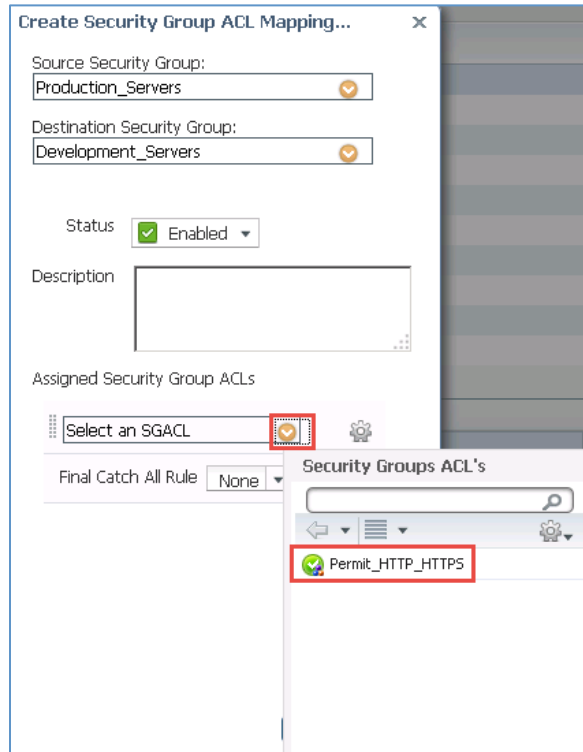 Create Security Group ACL Mapping...
Source Security Group:
Production_Servers
Destination Security Group:
Development_Servers
Status
Enabled
Description
Assigned Security Group ACLs
Select an SGACL
Final Catch All Rule None
Security Groups ACL's
Permit_HTTP_HTTPS